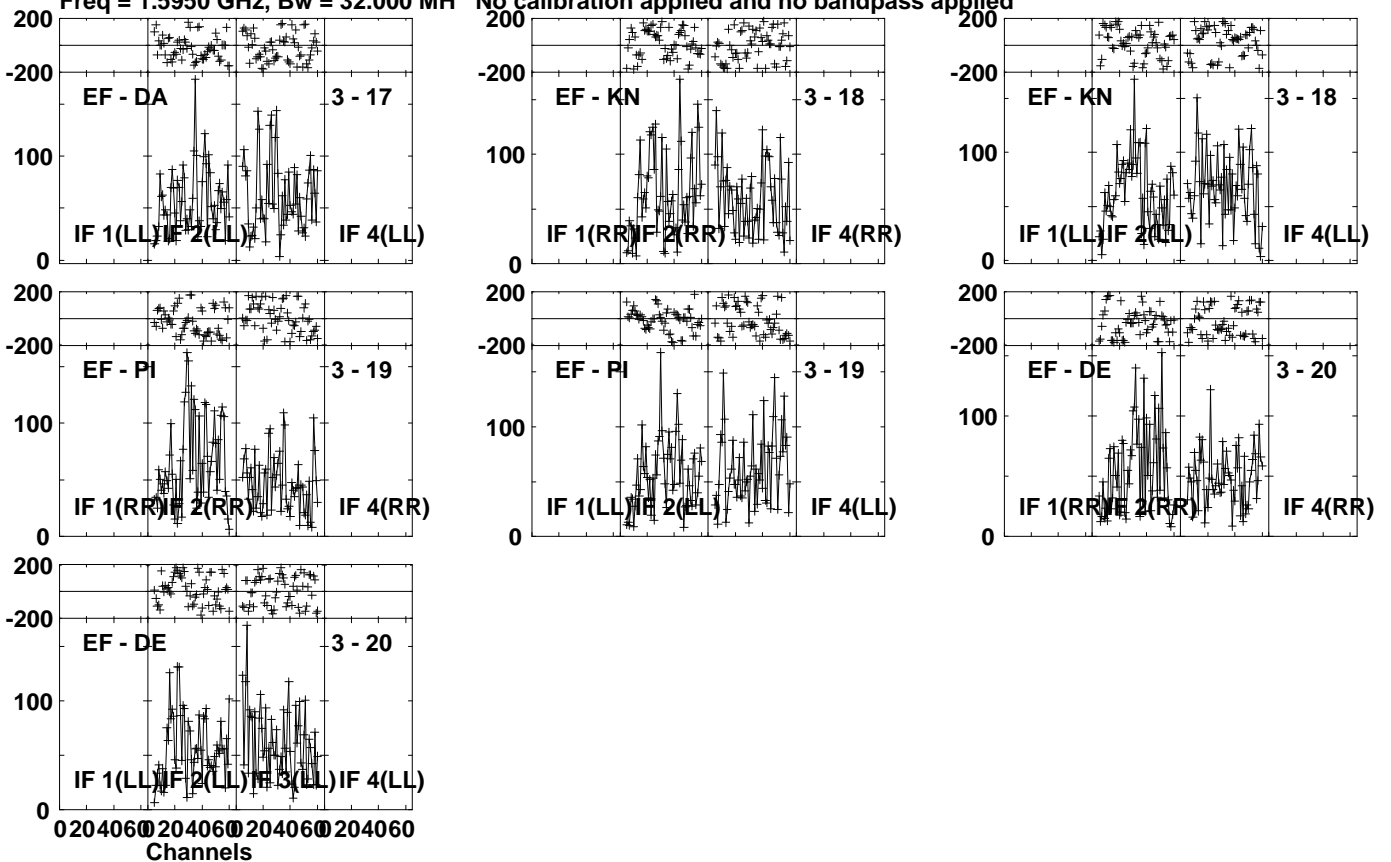 Freq = 1.5950 GHz, Bw = 32.000 MH No calibration applied and no bandpass applied
200
-200
EF - DA 3 - 17
100
IF 1(LL) IF 2(LL) IF 4(LL)
0
200
-200
EF - KN 3 - 18
100
IF 1(RR) IF 2(RR) IF 4(RR)
0
200
-200
EF - KN 3 - 18
100
IF 1(LL) IF 2(LL) IF 4(LL)
0
200
-200
EF - PI 3 - 19
100
IF 1(RR) IF 2(RR) IF 4(RR)
0
200
-200
EF - PI 3 - 19
100
IF 1(LL) IF 2(LL) IF 4(LL)
0
200
-200
EF - DE 3 - 20
100
IF 1(RR) IF 2(RR) IF 4(RR)
0
200
-200
EF - DE 3 - 20
100
IF 1(LL) IF 2(LL) IF 3(LL) IF 4(LL)
0
0 20 40 60 0 20 40 60 0 20 40 60 0 20 40 60
Channels